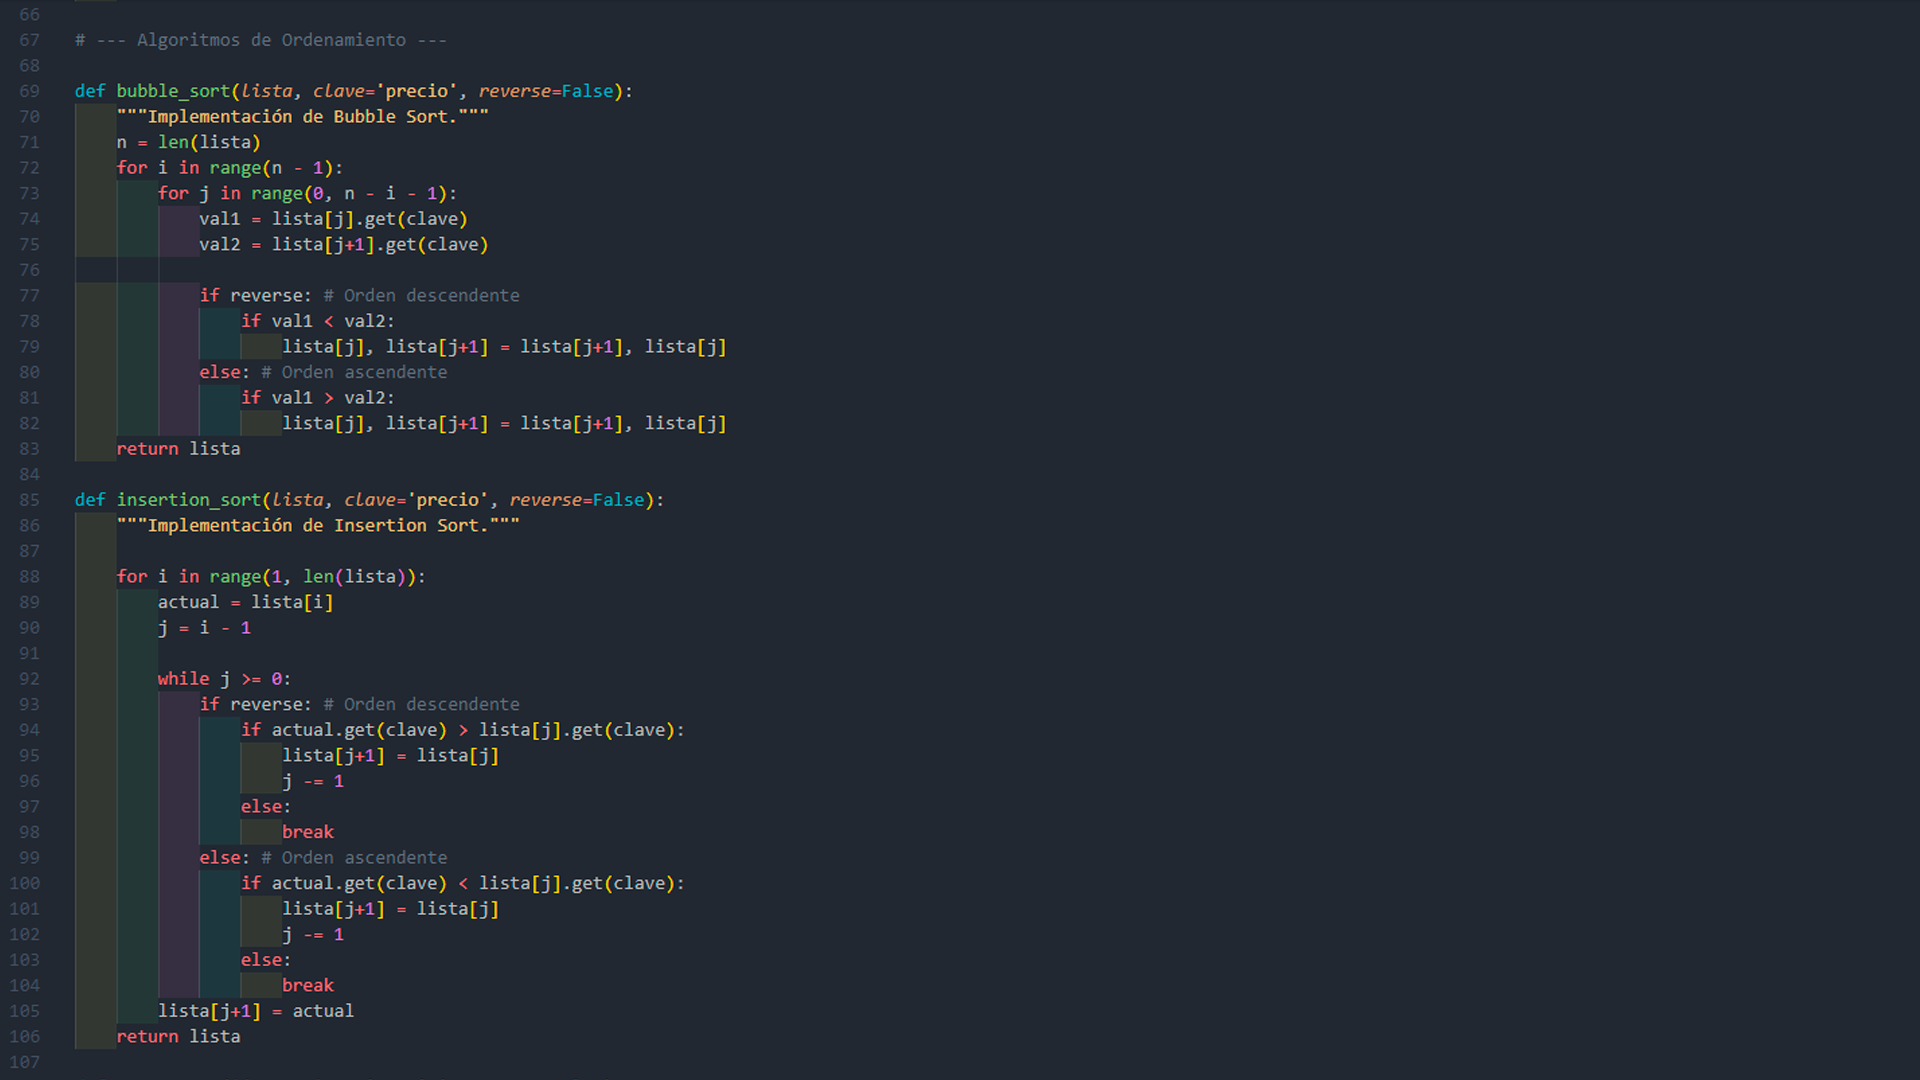 66
67 # --- Algoritmos de Ordenamiento ---
68
69 def bubble_sort(lista, clave='precio', reverse=False):
70     """Implementación de Bubble Sort."""
71     n = len(lista)
72     for i in range(n - 1):
73         for j in range(0, n - i - 1):
74             val1 = lista[j].get(clave)
75             val2 = lista[j+1].get(clave)
76
77             if reverse: # Orden descendente
78                 if val1 < val2:
79                     lista[j], lista[j+1] = lista[j+1], lista[j]
80             else: # Orden ascendente
81                 if val1 > val2:
82                     lista[j], lista[j+1] = lista[j+1], lista[j]
83     return lista
84
85 def insertion_sort(lista, clave='precio', reverse=False):
86     """Implementación de Insertion Sort."""
87
88     for i in range(1, len(lista)):
89         actual = lista[i]
90         j = i - 1
91
92         while j >= 0:
93             if reverse: # Orden descendente
94                 if actual.get(clave) > lista[j].get(clave):
95                     lista[j+1] = lista[j]
96                     j -= 1
97                 else:
98                     break
99             else: # Orden ascendente
100                 if actual.get(clave) < lista[j].get(clave):
101                     lista[j+1] = lista[j]
102                     j -= 1
103                 else:
104                     break
105         lista[j+1] = actual
106     return lista
107